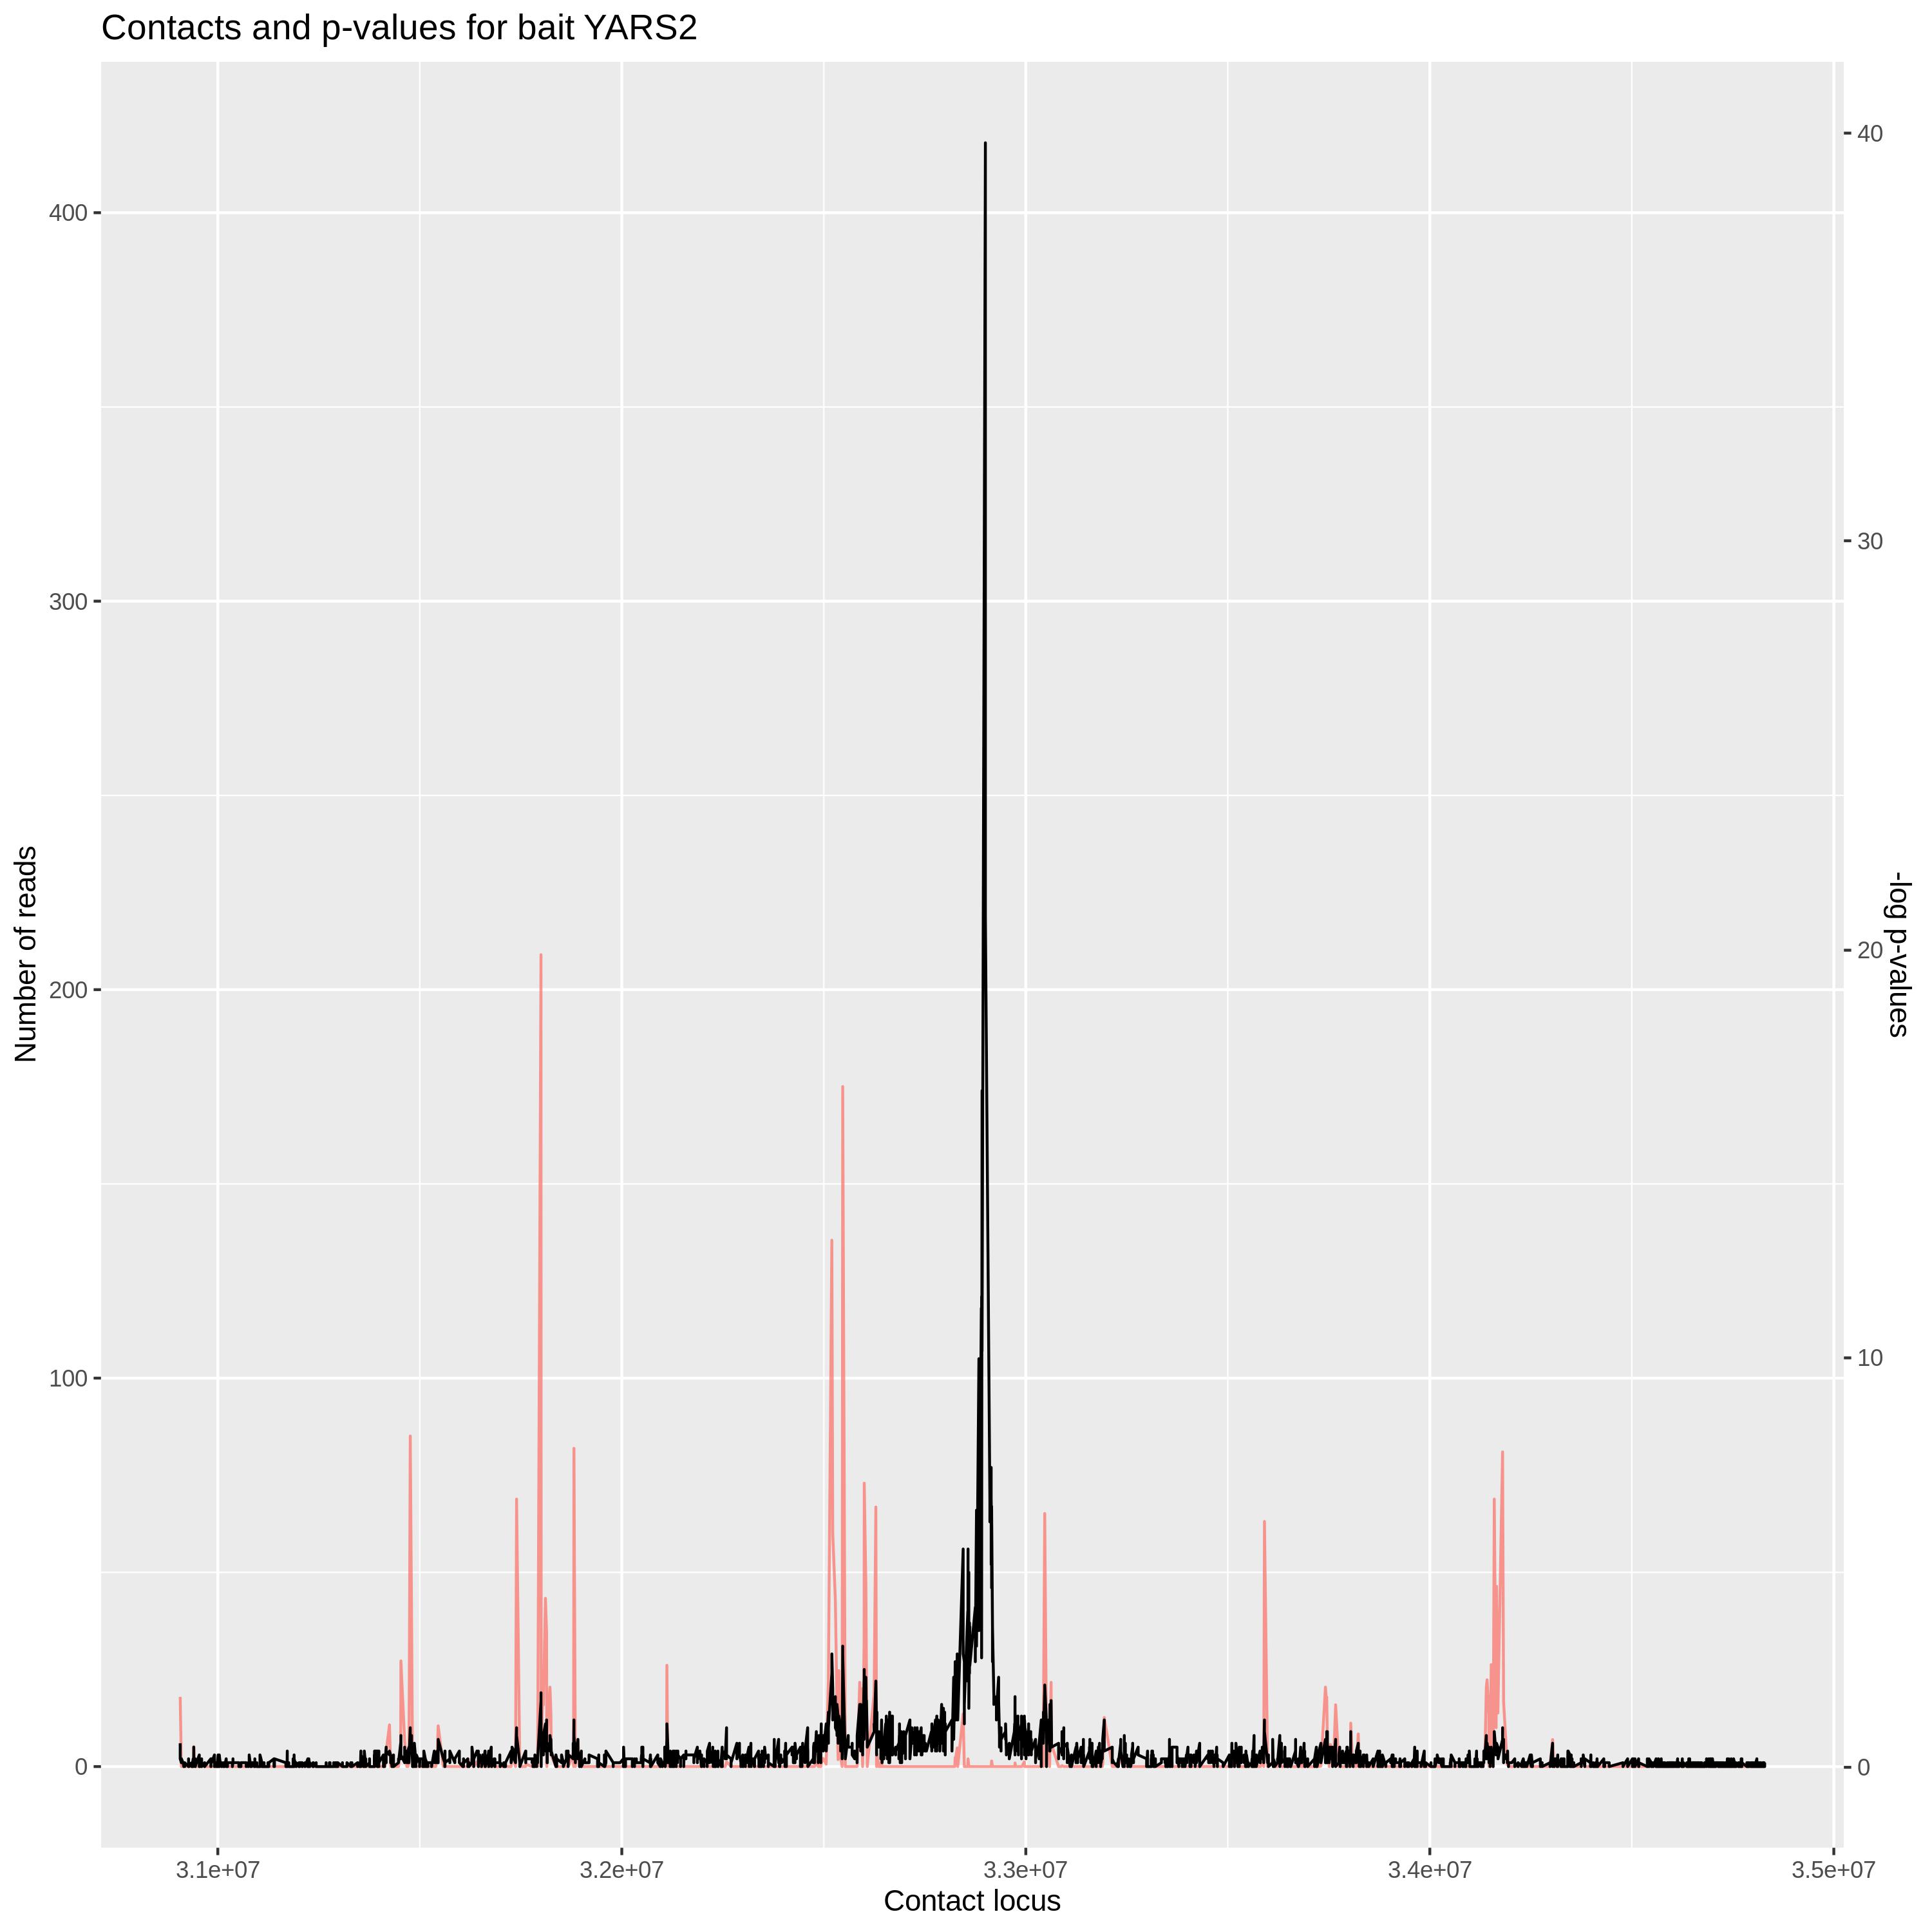 Contacts and p-values for bait YARS2
400
300
200
100
0
Number of reads
40
30
20
10
0
-log p-values
3.1e+07
3.2e+07
3.3e+07
3.4e+07
3.5e+07
Contact locus